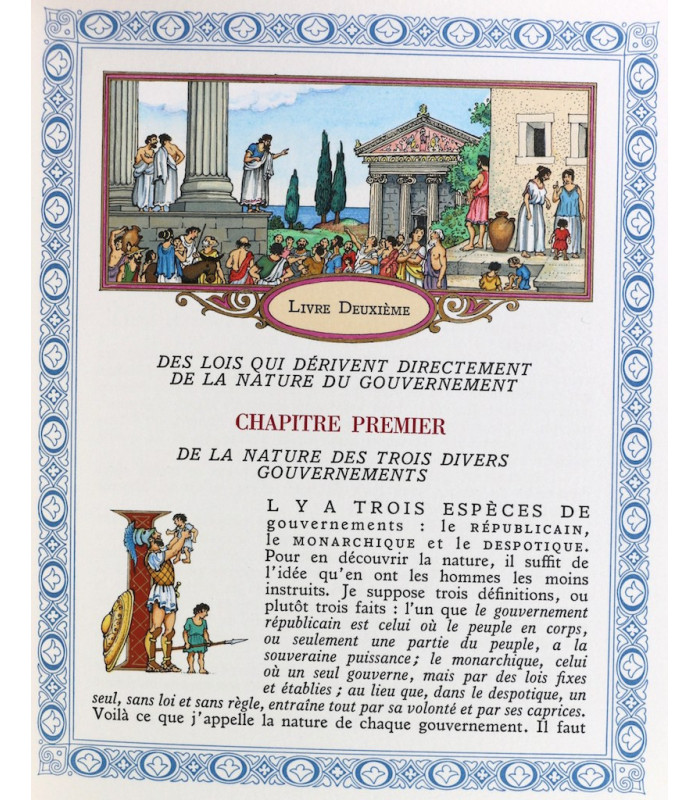 LIVRE DEUXIÈME
DES LOIS QUI DÉRIVENT DIRECTEMENT
DE LA NATURE DU GOUVERNEMENT
CHAPITRE PREMIER
DE LA NATURE DES TROIS DIVERS
GOUVERNEMENTS
IL Y A TROIS ESPÈCES DE
gouvernements : le RÉPUBLICAIN,
le MONARCHIQUE et le DESPOTIQUE.
Pour en découvrir la nature, il suffit de
l'idée qu'en ont les hommes les moins
instruits. Je suppose trois définitions, ou
plutôt trois faits : l'un que le gouvernement
républicain est celui où le peuple en corps,
ou seulement une partie du peuple, a la
souveraine puissance; le monarchique, celui
où un seul gouverne, mais par des lois fixes
et établies ; au lieu que, dans le despotique, un
seul, sans loi et sans règle, entraîne tout par sa volonté et par ses caprices.
Voilà ce que j'appelle la nature de chaque gouvernement. Il faut